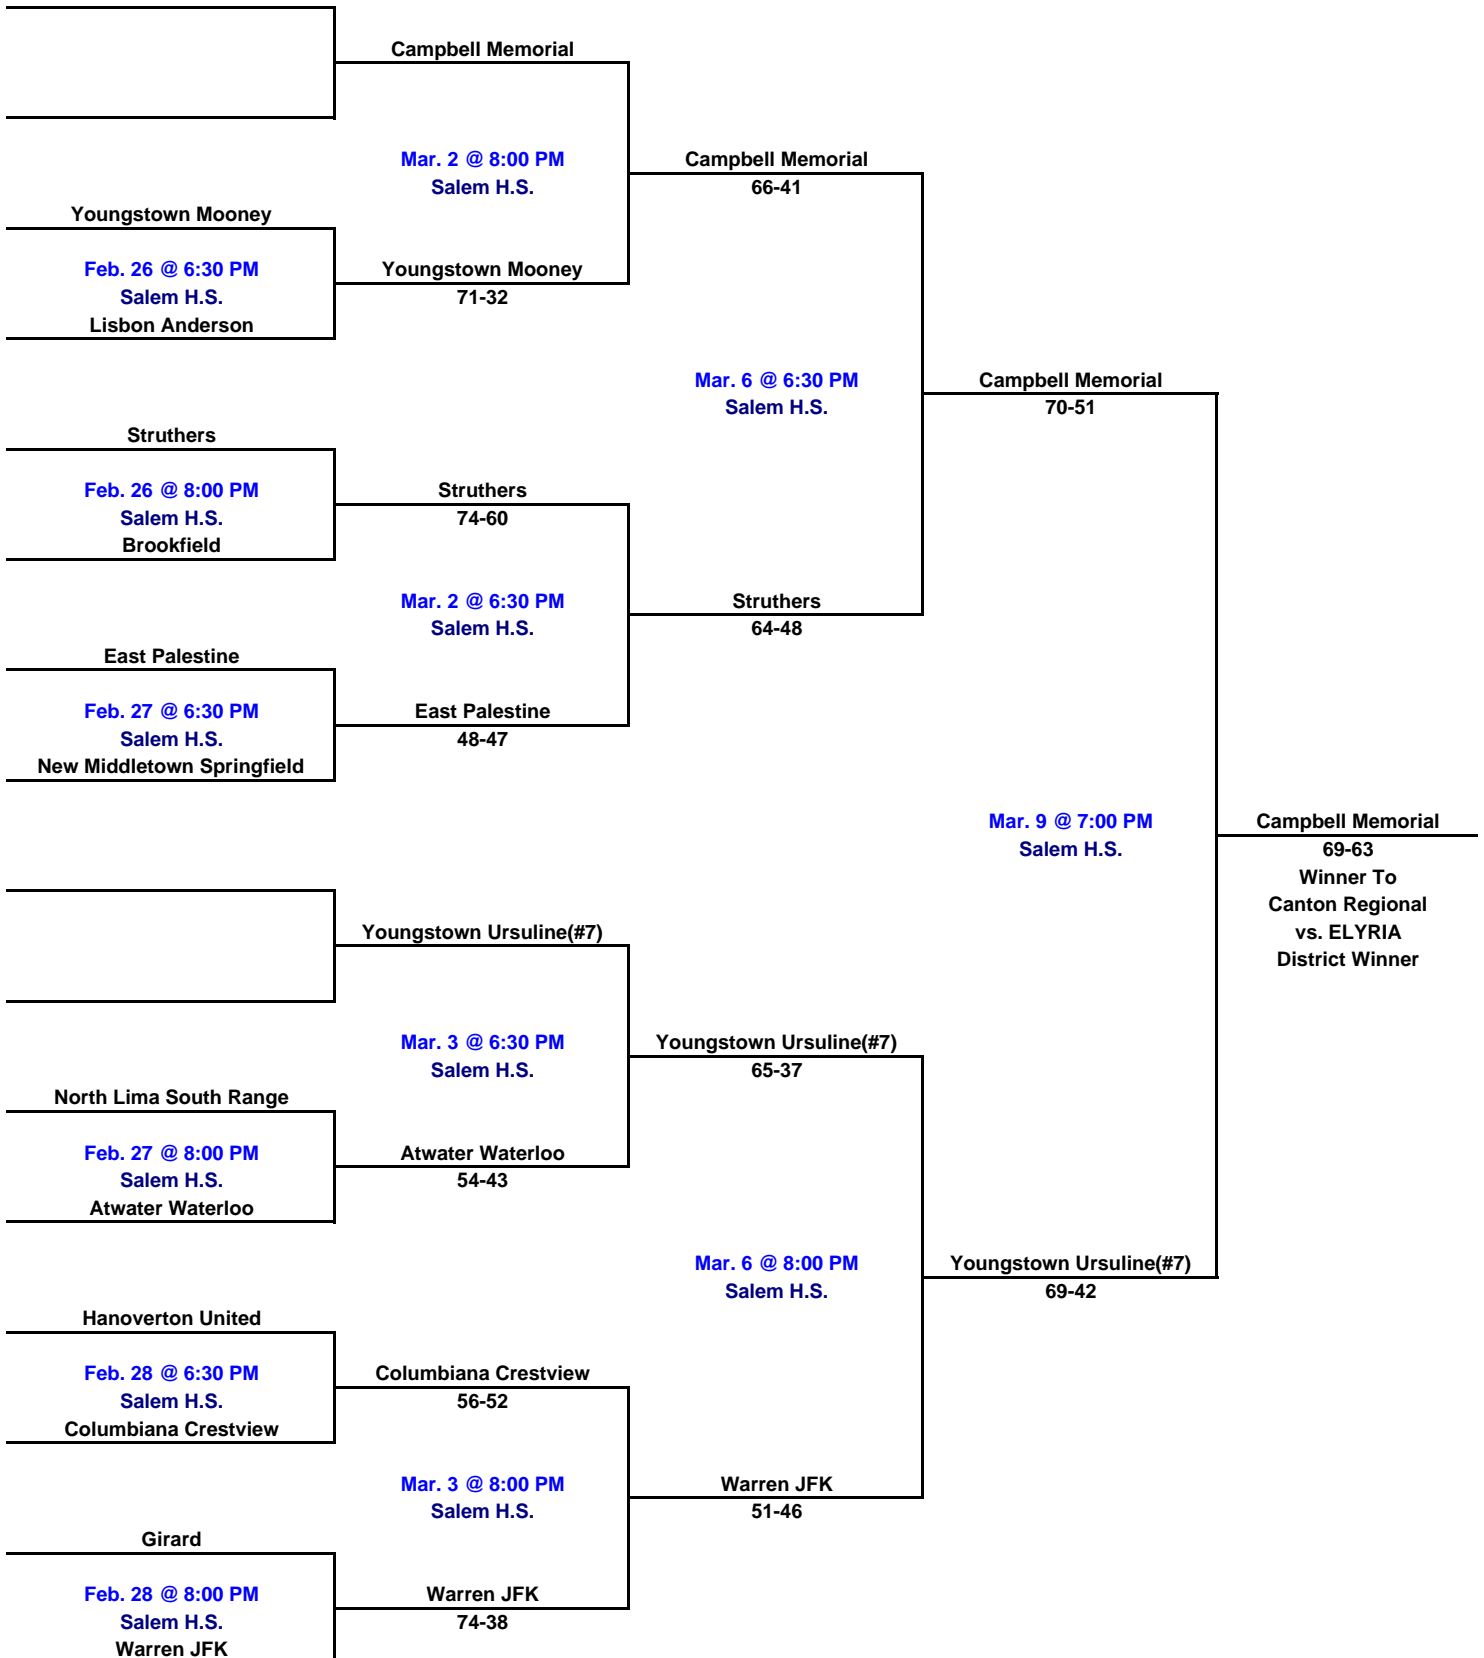 Campbell Memorial
Mar. 2 @ 8:00 PM
Campbell Memorial
Salem H.S.
66-41
Youngstown Mooney
Feb. 26 @ 6:30 PM
Youngstown Mooney
Salem H.S.
71-32
Lisbon Anderson
Mar. 6 @ 6:30 PM
Campbell Memorial
Salem H.S.
70-51
Struthers
Feb. 26 @ 8:00 PM
Struthers
Salem H.S.
74-60
Brookfield
Mar. 2 @ 6:30 PM
Struthers
Salem H.S.
64-48
East Palestine
Feb. 27 @ 6:30 PM
East Palestine
Salem H.S.
48-47
New Middletown Springfield
Mar. 9 @ 7:00 PM
Campbell Memorial
Salem H.S.
69-63
Winner To
Canton Regional
vs. ELYRIA
District Winner
Youngstown Ursuline(#7)
Mar. 3 @ 6:30 PM
Youngstown Ursuline(#7)
Salem H.S.
65-37
North Lima South Range
Feb. 27 @ 8:00 PM
Atwater Waterloo
Salem H.S.
54-43
Atwater Waterloo
Mar. 6 @ 8:00 PM
Youngstown Ursuline(#7)
Salem H.S.
69-42
Hanoverton United
Feb. 28 @ 6:30 PM
Columbiana Crestview
Salem H.S.
56-52
Columbiana Crestview
Mar. 3 @ 8:00 PM
Warren JFK
Salem H.S.
51-46
Girard
Feb. 28 @ 8:00 PM
Warren JFK
Salem H.S.
74-38
Warren JFK